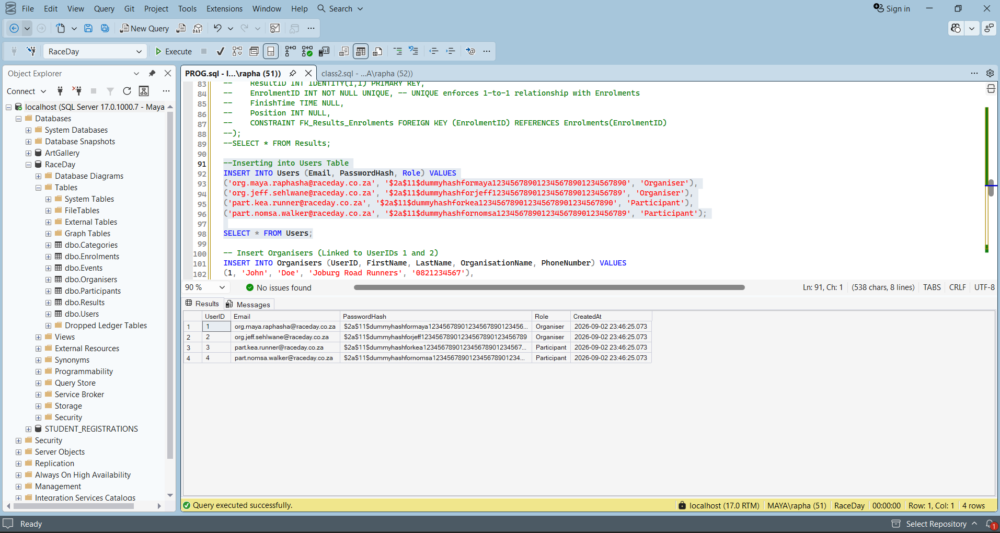 File Edit View Query Git Project Tools Extensions Window Help Search Sign in
New Query
RaceDay Execute
Object Explorer
Connect
localhost (SQL Server 17.0.1000.7 - Maya
Databases
System Databases
Database Snapshots
ArtGallery
RaceDay
Database Diagrams
Tables
System Tables
FileTables
External Tables
Graph Tables
dbo.Categories
dbo.Enrolments
dbo.Events
dbo.Organisers
dbo.Participants
dbo.Results
dbo.Users
Dropped Ledger Tables
Views
External Resources
Synonyms
Programmability
Query Store
Service Broker
Storage
Security
STUDENT_REGISTRATIONS
Security
Server Objects
Replication
Always On High Availability
Management
Integration Services Catalogs
PROG.sql - l...\rapha (51)) class2.sql - ...A\rapha (52))
83 -- ResultID INT IDENTITY(1,1) PRIMARY KEY,
84 -- EnrolmentID INT NOT NULL UNIQUE, -- UNIQUE enforces 1-to-1 relationship with Enrolments
85 -- FinishTime TIME NULL,
86 -- Position INT NULL,
87 -- CONSTRAINT FK_Results_Enrolments FOREIGN KEY (EnrolmentID) REFERENCES Enrolments(EnrolmentID)
88 --);
89 --SELECT * FROM Results;
90
91 --Inserting into Users Table
92 INSERT INTO Users (Email, PasswordHash, Role) VALUES
93 ('org.maya.raphasha@raceday.co.za', '$2a$11$dummyhashformaya1234567890123456789012345678​90', 'Organiser'),
94 ('org.jeff.sehlwane@raceday.co.za', '$2a$11$dummyhashforjeff12345678901234567890123456789', 'Organiser'),
95 ('part.kea.runner@raceday.co.za', '$2a$11$dummyhashforkea123456789012345678901234567890', 'Participant'),
96 ('part.nomsa.walker@raceday.co.za', '$2a$11$dummyhashfornomsa12345678901234567890123456789', 'Participant');
97
98 SELECT * FROM Users;
99
100 -- Insert Organisers (Linked to UserIDs 1 and 2)
101 INSERT INTO Organisers (UserID, FirstName, LastName, OrganisationName, PhoneNumber) VALUES
102 (1, 'John', 'Doe', 'Joburg Road Runners', '0821234567'),
90 % No issues found Ln: 91, Ch: 1 (538 chars, 8 lines) TABS CRLF UTF-8
Results Messages
UserID Email PasswordHash Role CreatedAt
1 1 org.maya.raphasha@raceday.co.za $2a$11$dummyhashformaya12345678901234567890123456... Organiser 2026-09-02 23:46:25.073
2 2 org.jeff.sehlwane@raceday.co.za $2a$11$dummyhashforjeff12345678901234567890123456789 Organiser 2026-09-02 23:46:25.073
3 3 part.kea.runner@raceday.co.za $2a$11$dummyhashforkea123456789012345678901234567... Participant 2026-09-02 23:46:25.073
4 4 part.nomsa.walker@raceday.co.za $2a$11$dummyhashfornomsa123456789012345678901234... Participant 2026-09-02 23:46:25.073
Query executed successfully. localhost (17.0 RTM) MAYA\rapha (51) RaceDay 00:00:00 Row: 1, Col: 1 4 rows
Ready Select Repository 1